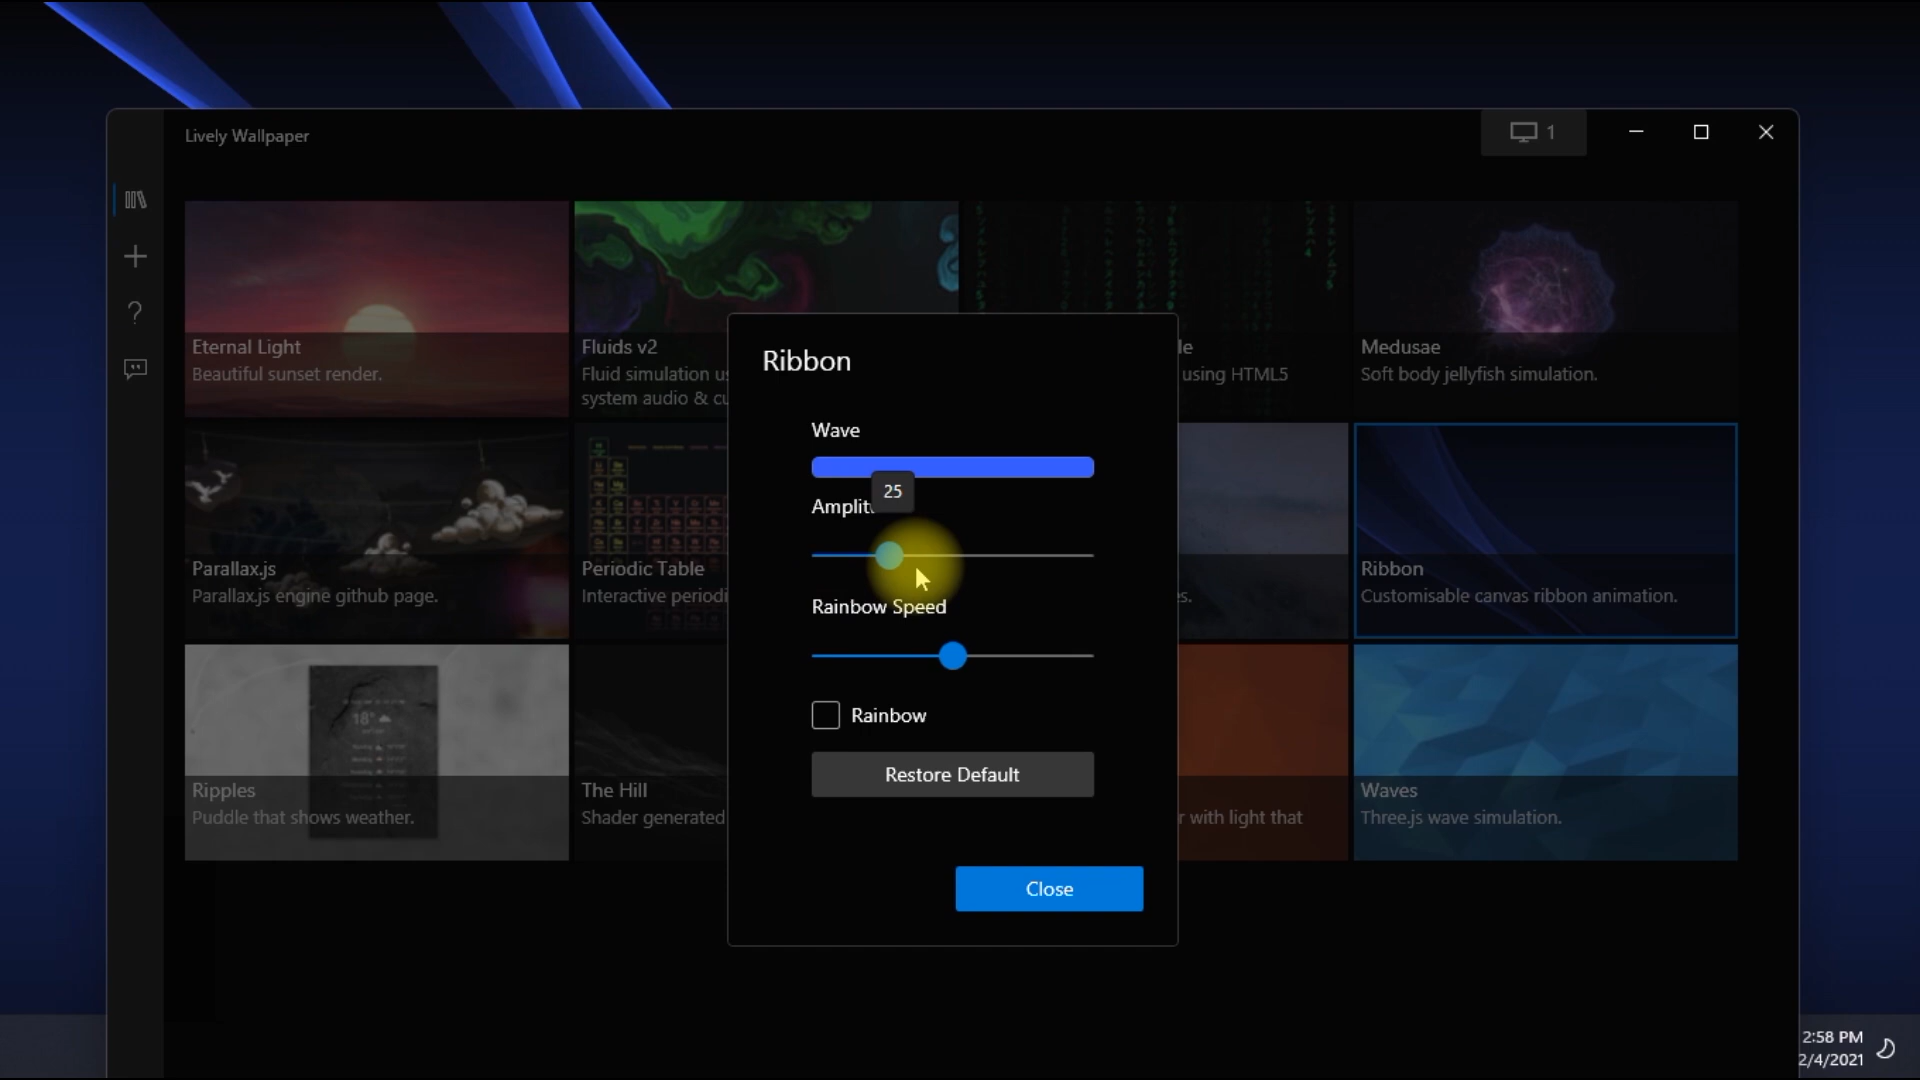 Lively Wallpaper
1
Eternal Light
Beautiful sunset render.
Fluids v2
Fluid simulation
system audio &
using HTML5
Medusae
Soft body jellyfish simulation.
Parallax.js
Parallax.js engine github page.
Periodic Table
Interactive
Ribbon
Customisable canvas ribbon animation.
Ripples
Puddle that shows weather.
18°
The Hill
Shader generated
with light that
Waves
Three.js wave simulation.
Ribbon
Wave
25
Rainbow Speed
Rainbow
Restore Default
Close
2:58 PM
2/4/2021